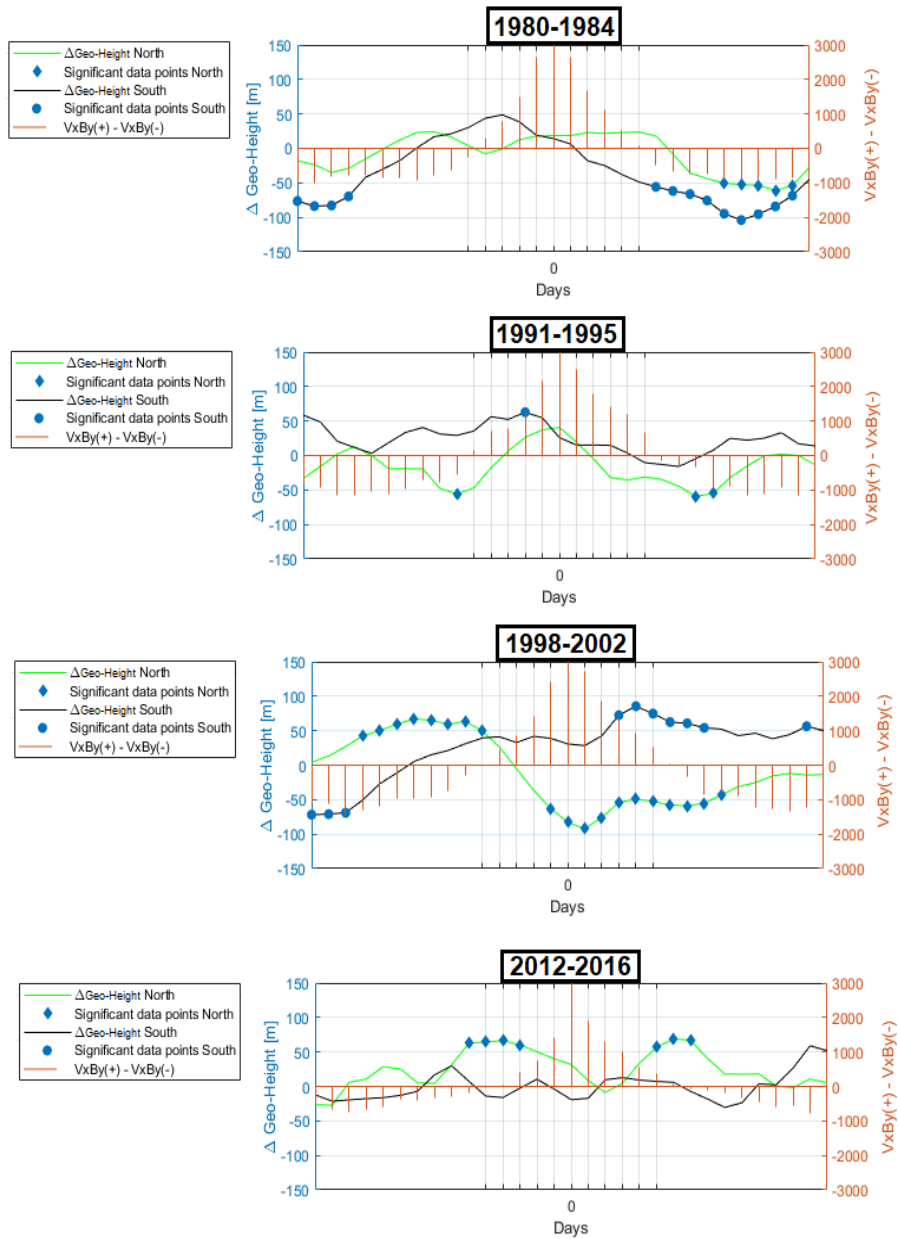 1980-1984
ΔGeo-Height North
Significant data points North
ΔGeo-Height South
Significant data points South
VxBy(+) - VxBy(-)
Δ Geo-Height [m]
150
100
50
0
-50
-100
-150
3000
2000
1000
0
-1000
-2000
-3000
VxBy(+) - VxBy(-)
0
Days
1991-1995
ΔGeo-Height North
Significant data points North
ΔGeo-Height South
Significant data points South
VxBy(+) - VxBy(-)
Δ Geo-Height [m]
150
100
50
0
-50
-100
-150
3000
2000
1000
0
-1000
-2000
-3000
VxBy(+) - VxBy(-)
0
Days
1998-2002
ΔGeo-Height North
Significant data points North
ΔGeo-Height South
Significant data points South
VxBy(+) - VxBy(-)
Δ Geo-Height [m]
150
100
50
0
-50
-100
-150
3000
2000
1000
0
-1000
-2000
-3000
VxBy(+) - VxBy(-)
0
Days
2012-2016
ΔGeo-Height North
Significant data points North
ΔGeo-Height South
Significant data points South
VxBy(+) - VxBy(-)
Δ Geo-Height [m]
150
100
50
0
-50
-100
-150
3000
2000
1000
0
-1000
-2000
-3000
VxBy(+) - VxBy(-)
0
Days